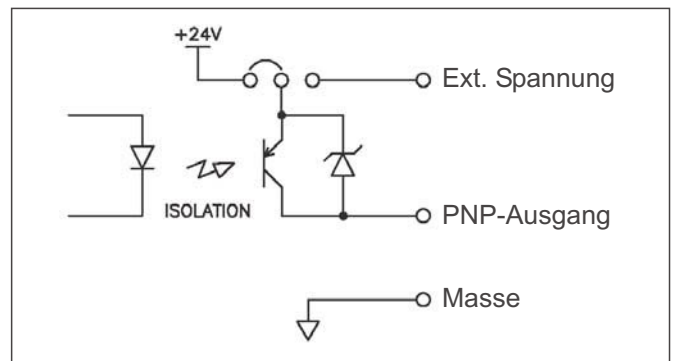 +24V
Ext. Spannung
ISOLATION
PNP-Ausgang
Masse